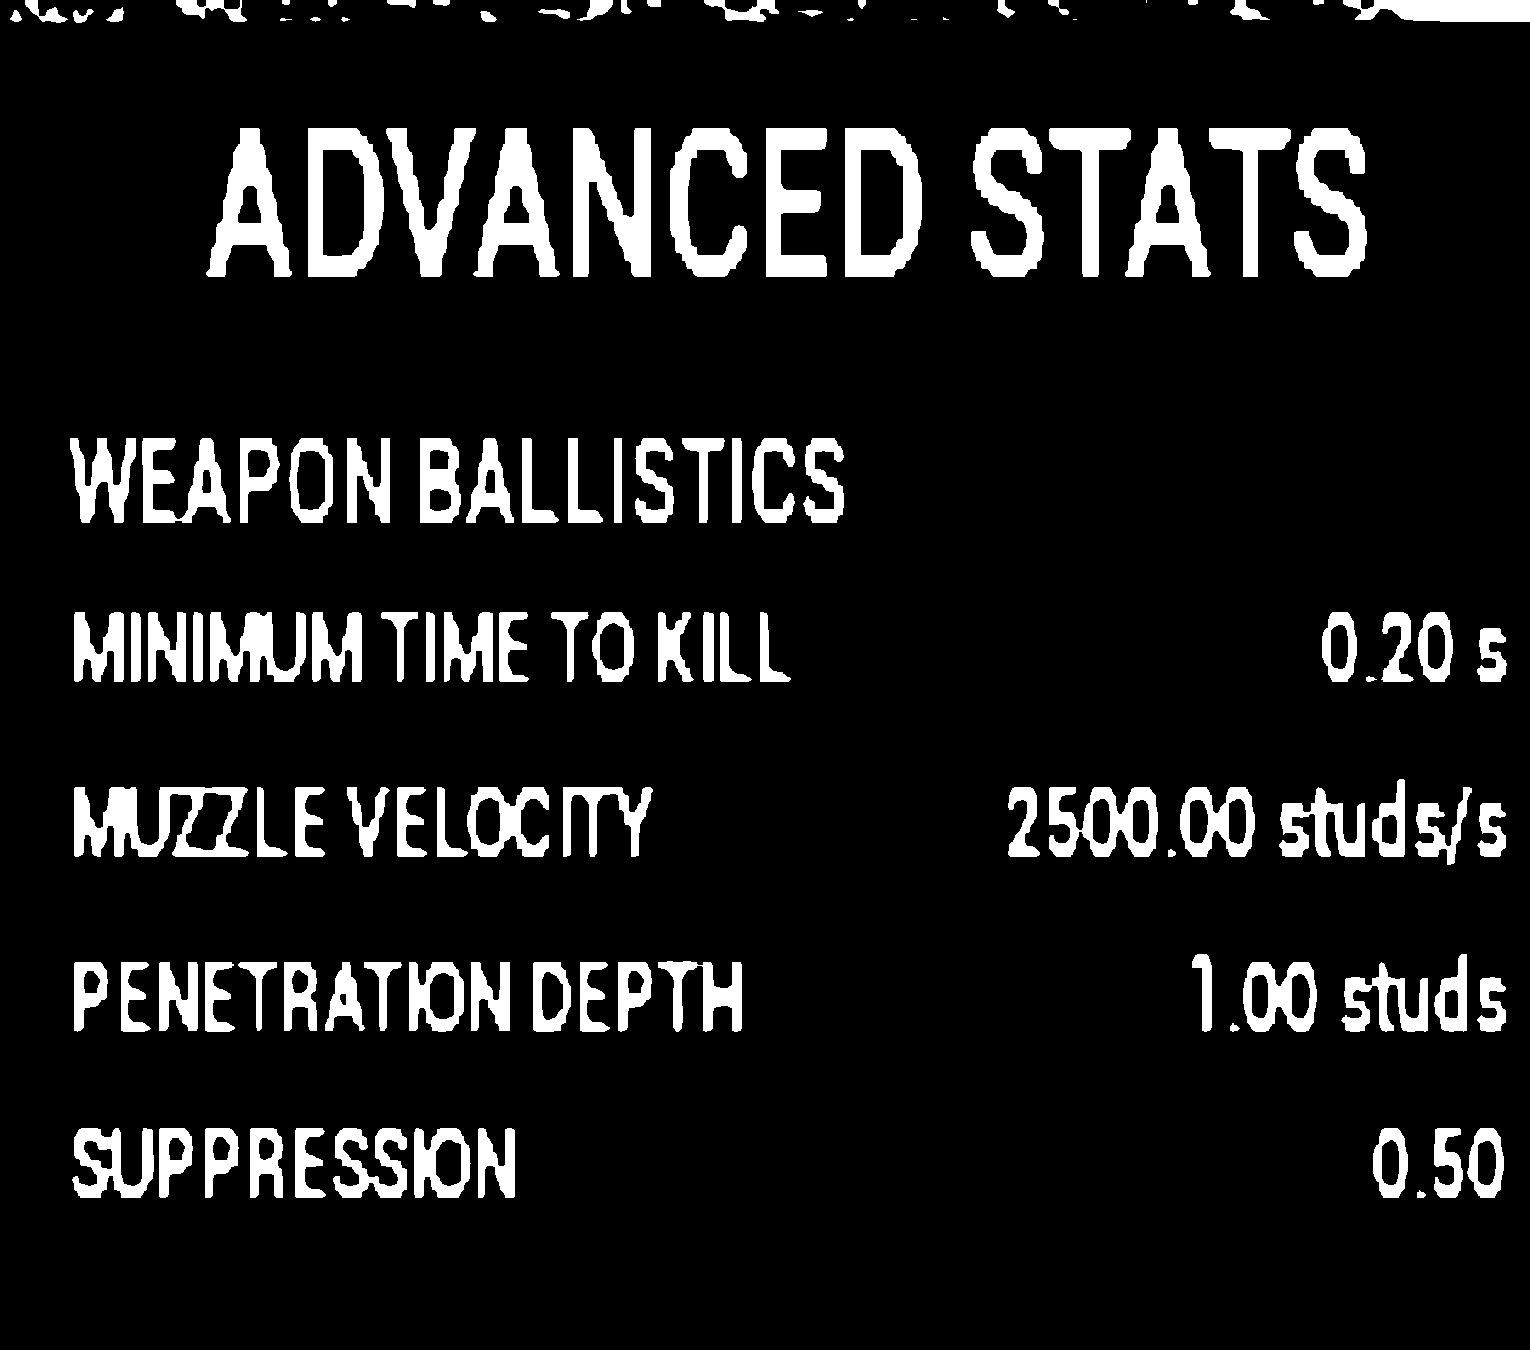 ADVANCED STATS
WEAPON BALLISTICS
MINIMUM TIME TO KILL 0.20 s
MUZZLE VELOCITY 2500.00 studs/s
PENETRATION DEPTH 1.00 studs
SUPPRESSION 0.50